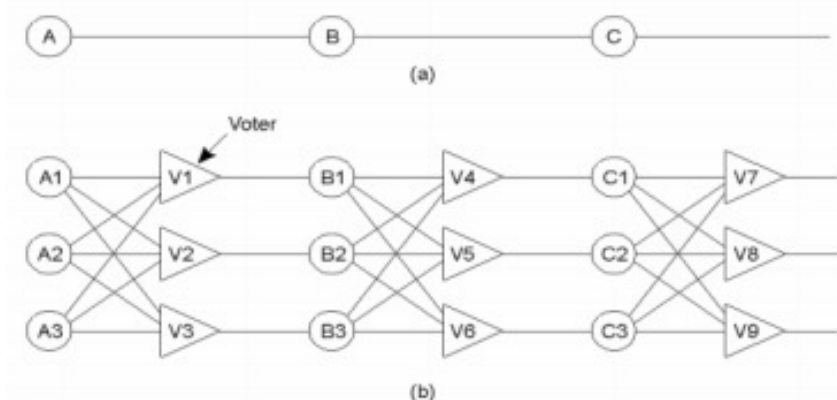 A B C
(a)
Voter
A1 V1 B1 V4 C1 V7
A2 V2 B2 V5 C2 V8
A3 V3 B3 V6 C3 V9
(b)